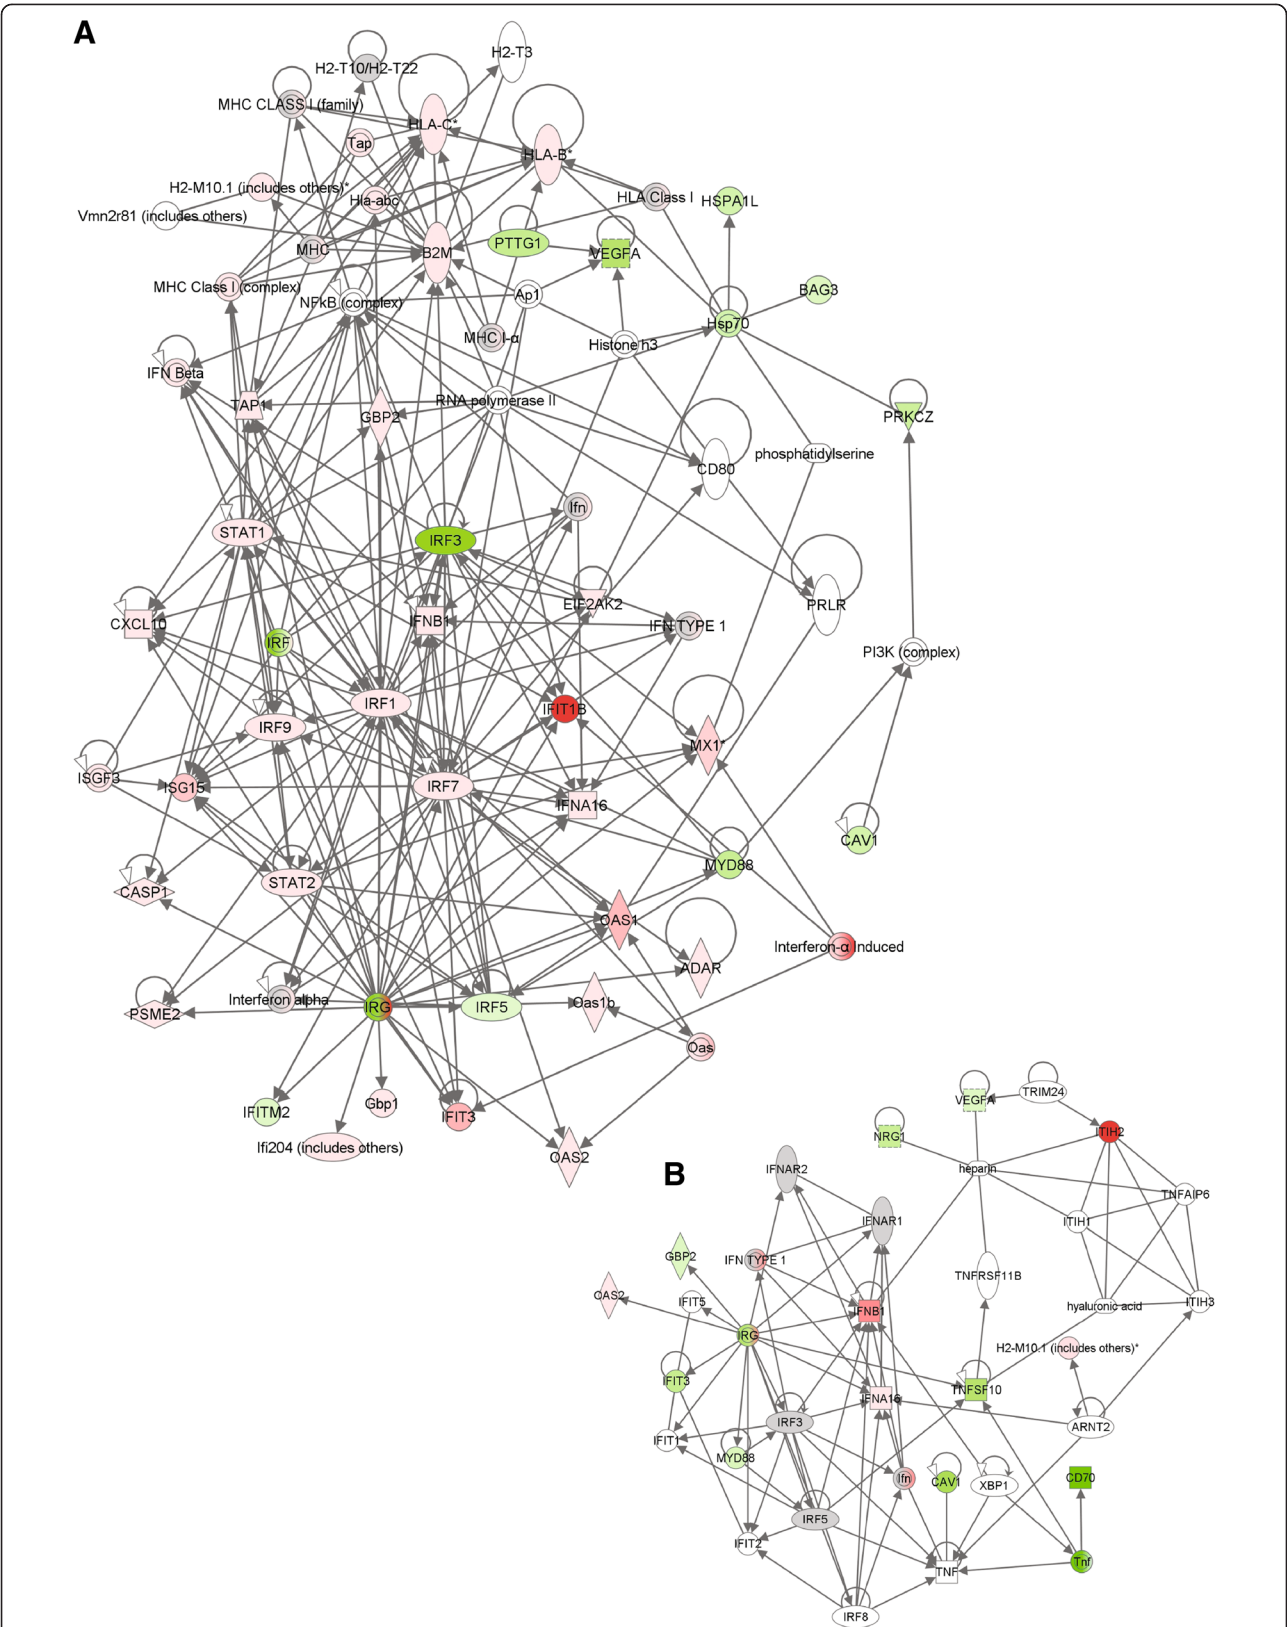 A
H2-T3
H2-T10/H2-T22
MHC CLASS I (family)
HLA-C*
Tap
HLA-B*
H2-M10.1 (includes others)*
Hla-abc
HLA Class I
HSPA1L
Vmn2r81 (includes others)
MHC
B2M
PTTG1
VEGFA
MHC Class I (complex)
NFkB (complex)
Ap1
BAG3
MHC I-α
Histone h3
Hsp70
IFN Beta
TAP1
GBP2
RNA polymerase II
PRKCZ
CD80
phosphatidylserine
Ifn
STAT1
IRF3
CXCL10
IFNB1
EIF2AK2
IFN TYPE 1
PRLR
IRF
PI3K (complex)
IRF1
IFIT1B
IRF9
MX1*
ISGF3
ISG15
IRF7
IFNA16
CAV1
MYD88
CASP1
STAT2
OAS1
Interferon-α Induced
ADAR
PSME2
Interferon alpha
IRG
IRF5
Oas1b
Oas
IFITM2
Gbp1
IFIT3
Ifi204 (includes others)
OAS2
B
VEGFA
TRIM24
NRG1
ITIH2
IFNAR2
heparin
TNFAIP6
IFNAR1
ITIH1
GBP2
IFN TYPE 1
TNFRSF11B
OAS2
IFIT5
IFNB1
hyaluronic acid
ITIH3
IRG
H2-M10.1 (includes others)*
IFIT3
IFNA16
TNFSF10
IRF3
ARNT2
IFIT1
MYD88
Ifn
CAV1
XBP1
CD70
IRF5
IFIT2
TNF
Tnf
IRF8